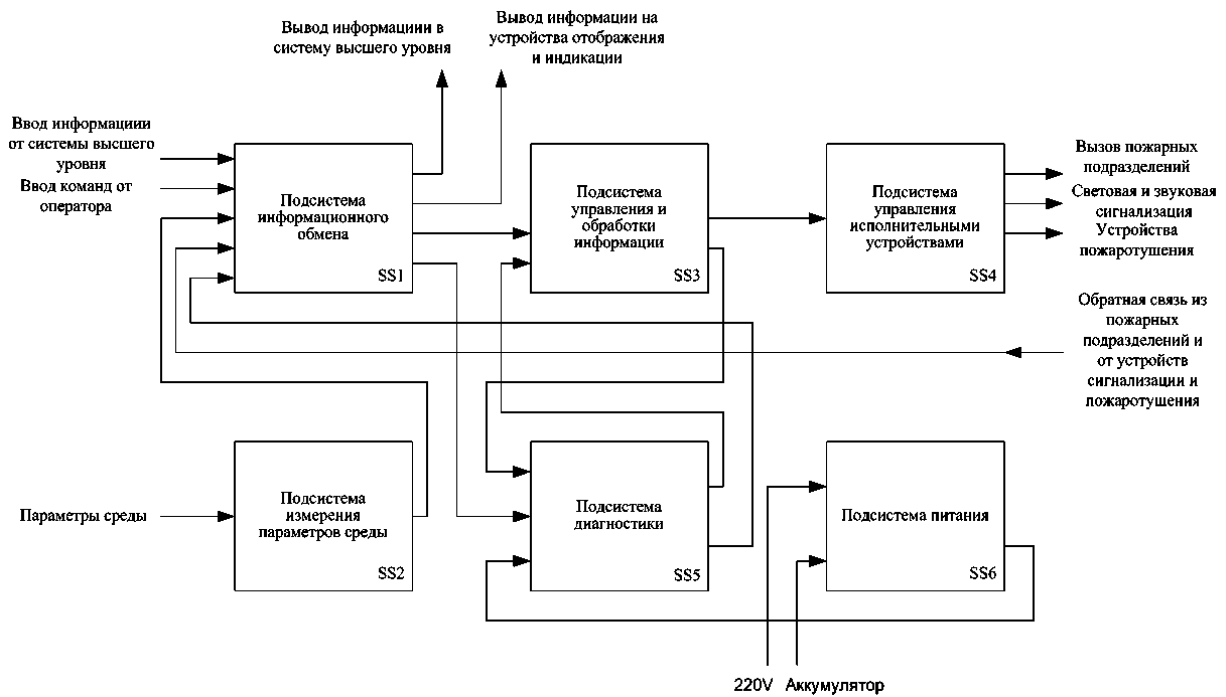 Вывод информациии в
систему высшего уровня
Вывод информации на
устройства отображения
и индикации
Ввод информациии
от системы высшего
уровня
Ввод команд от
оператора
Подсистема
информационного
обмена
SS1
Подсистема
управления и
обработки
информации
SS3
Подсистема
управления
исполнительными
устройствами
SS4
Вызов пожарных
подразделений
Световая и звуковая
сигнализация
Устройства
пожаротушения
Обратная связь из
пожарных
подразделений и
от устройств
сигнализации и
пожаротушения
Параметры среды
Подсистема
измерения
параметров среды
SS2
Подсистема
диагностики
SS5
Подсистема питания
SS6
220V Аккумулятор